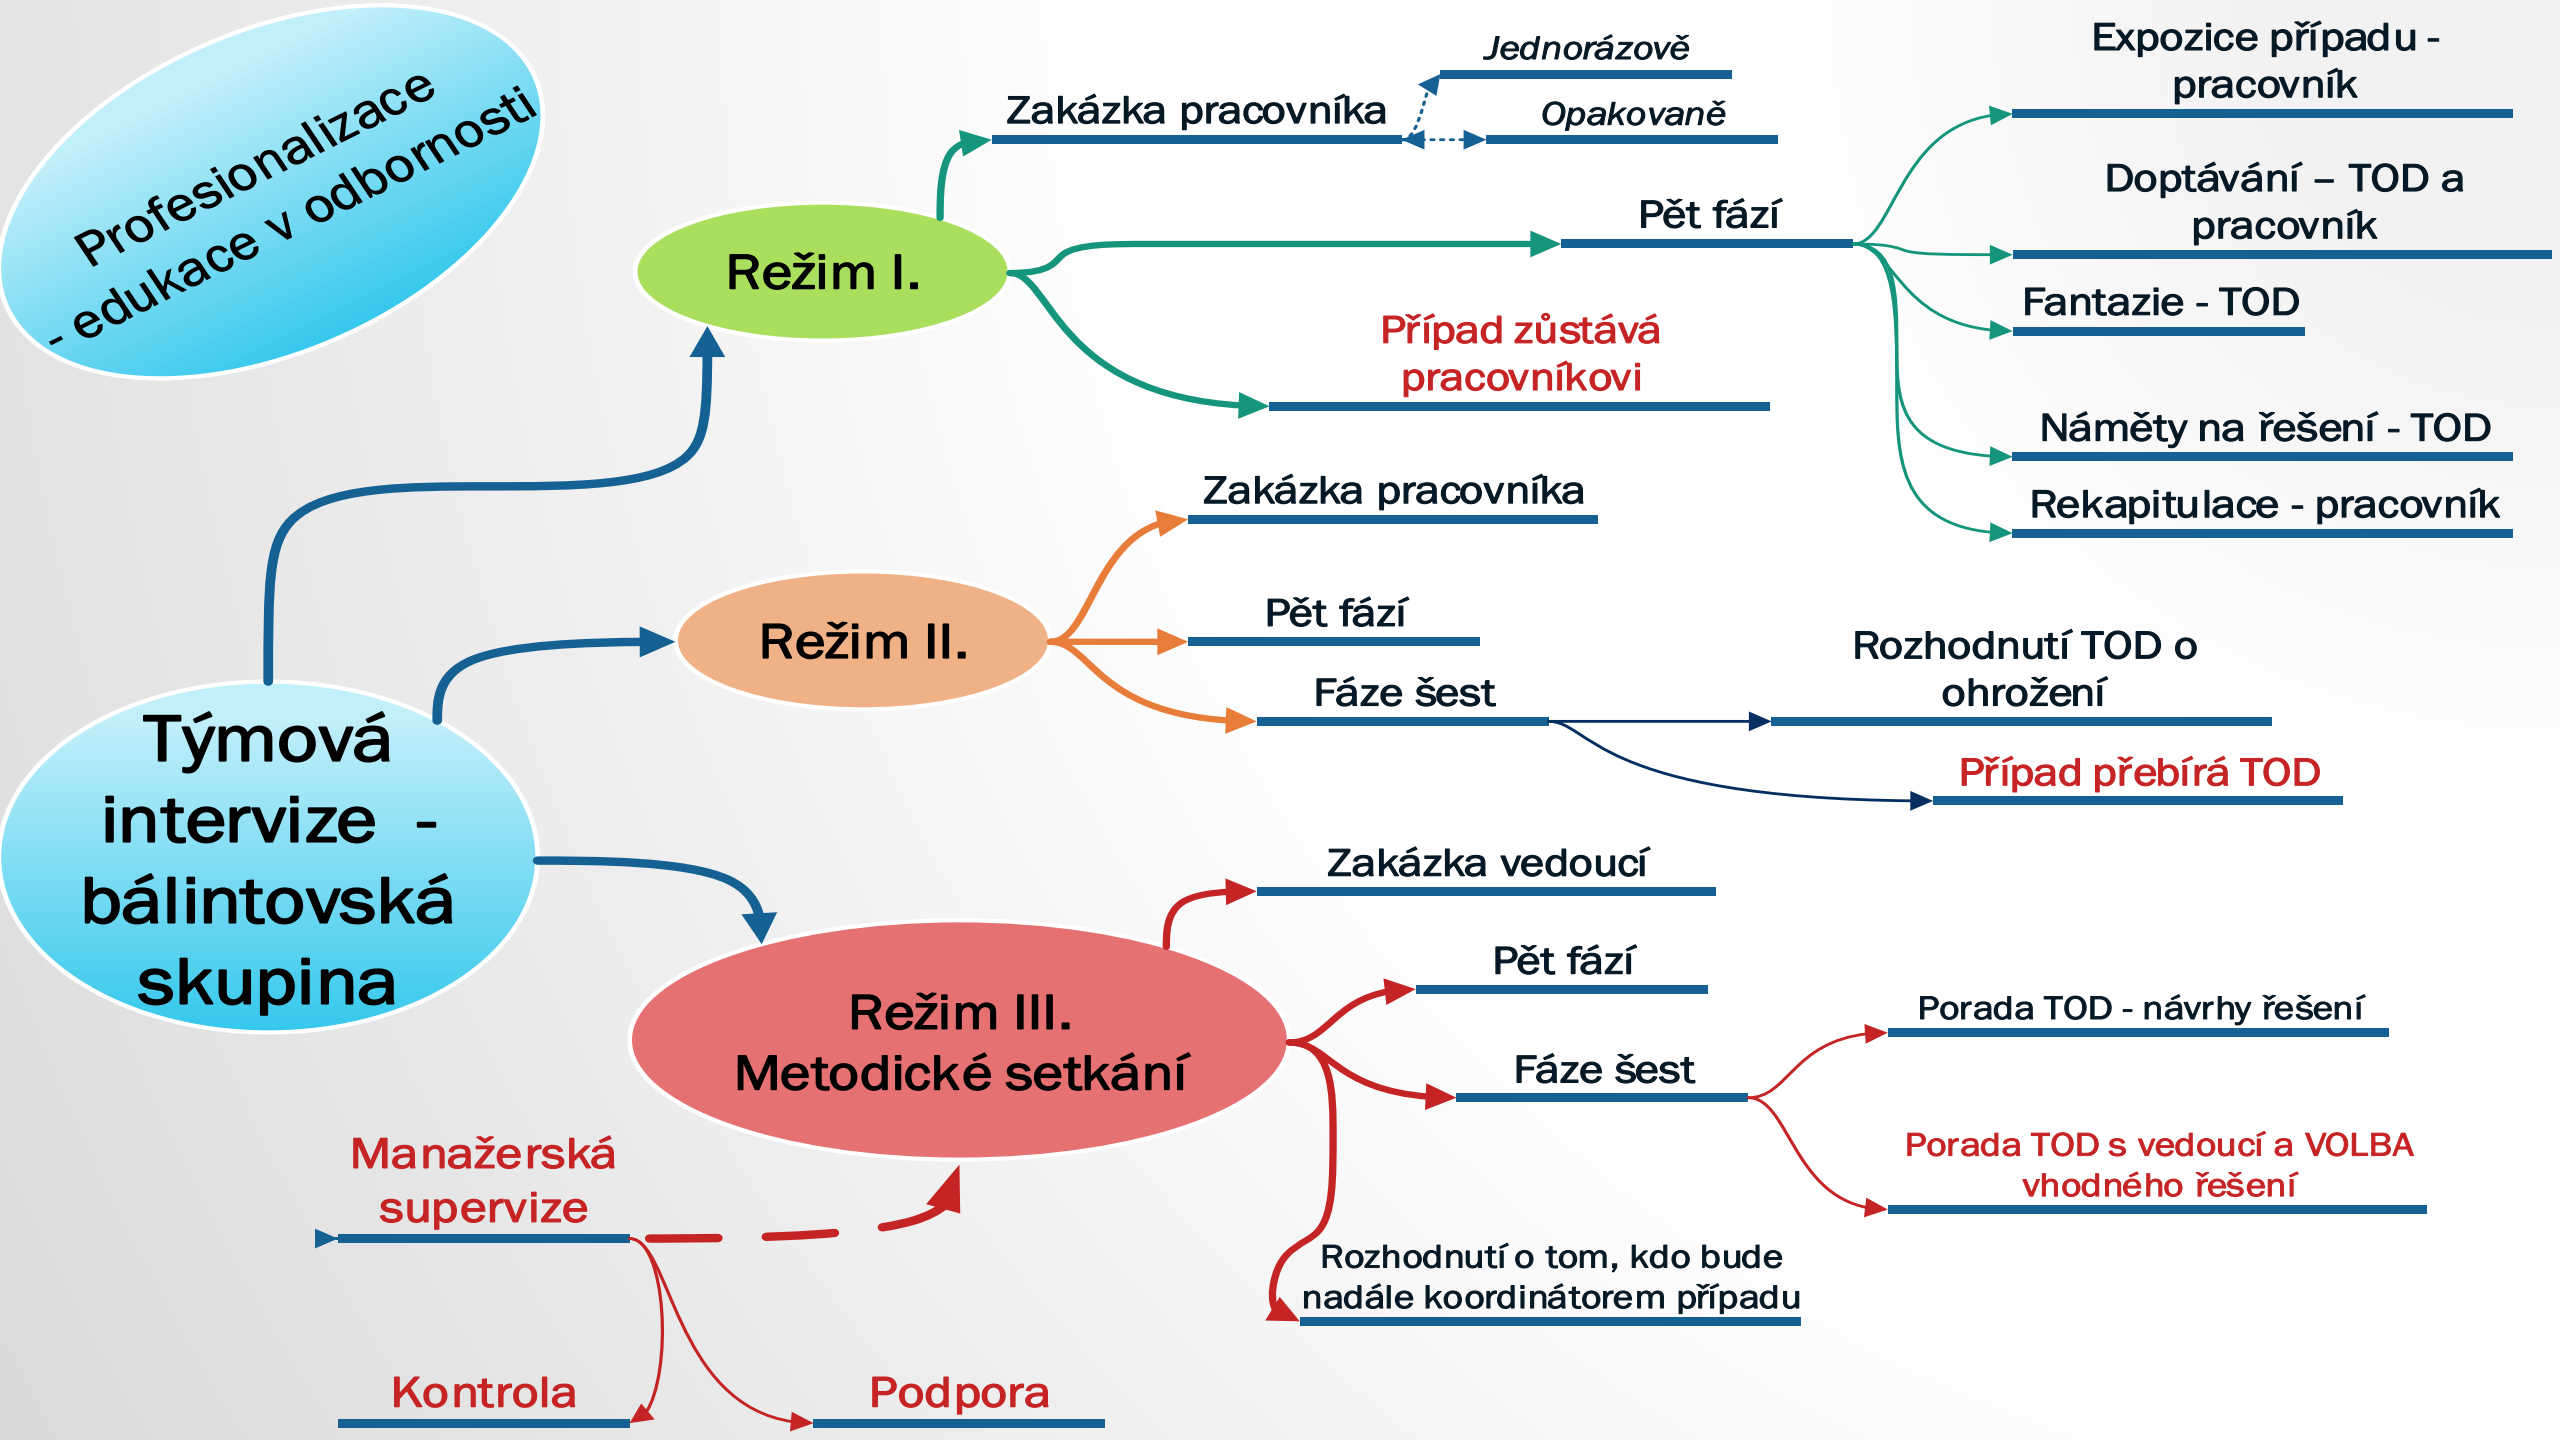 Profesionalizace
- edukace v odbornosti
Jednorázově
Zakázka pracovníka
Opakovaně
Expozice případu -
pracovník
Doptávání – TOD a
pracovník
Pět fází
Režim I.
Fantazie - TOD
Případ zůstává
pracovníkovi
Náměty na řešení - TOD
Rekapitulace - pracovník
Zakázka pracovníka
Pět fází
Režim II.
Fáze šest
Rozhodnutí TOD o
ohrožení
Případ přebírá TOD
Týmová
intervize  -
bálintovská
skupina
Zakázka vedoucí
Pět fází
Režim III.
Metodické setkání
Fáze šest
Porada TOD - návrhy řešení
Porada TOD s vedoucí a VOLBA
vhodného řešení
Manažerská
supervize
Rozhodnutí o tom, kdo bude
nadále koordinátorem případu
Kontrola
Podpora